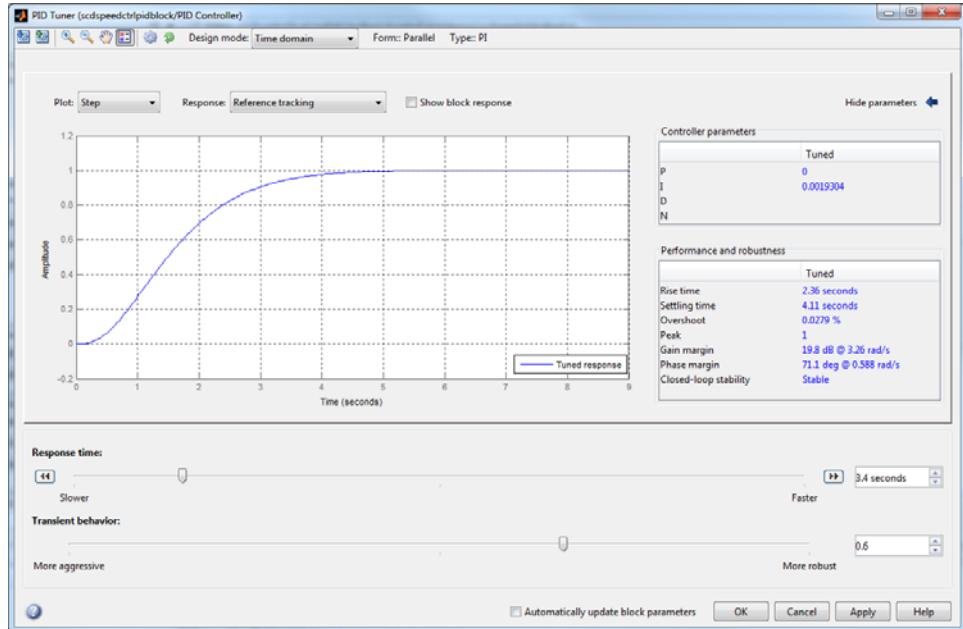 PID Tuner (scdspeedctrlpidblock/PID Controller)
Design mode: Time domain Form:: Parallel Type:: PI
Plot: Step Response: Reference tracking Show block response Hide parameters
Controller parameters
Tuned
P 0
I 0.0019304
D
N
Performance and robustness
Tuned
Rise time 2.36 seconds
Settling time 4.11 seconds
Overshoot 0.0279 %
Peak 1
Gain margin 19.8 dB @ 3.26 rad/s
Phase margin 71.1 deg @ 0.588 rad/s
Closed-loop stability Stable
Amplitude
1.2
1
0.8
0.6
0.4
0.2
0
-0.2
Tuned response
0 1 2 3 4 5 6 7 8 9
Time (seconds)
Response time:
3.4 seconds
Slower Faster
Transient behavior:
0.6
More aggressive More robust
Automatically update block parameters OK Cancel Apply Help